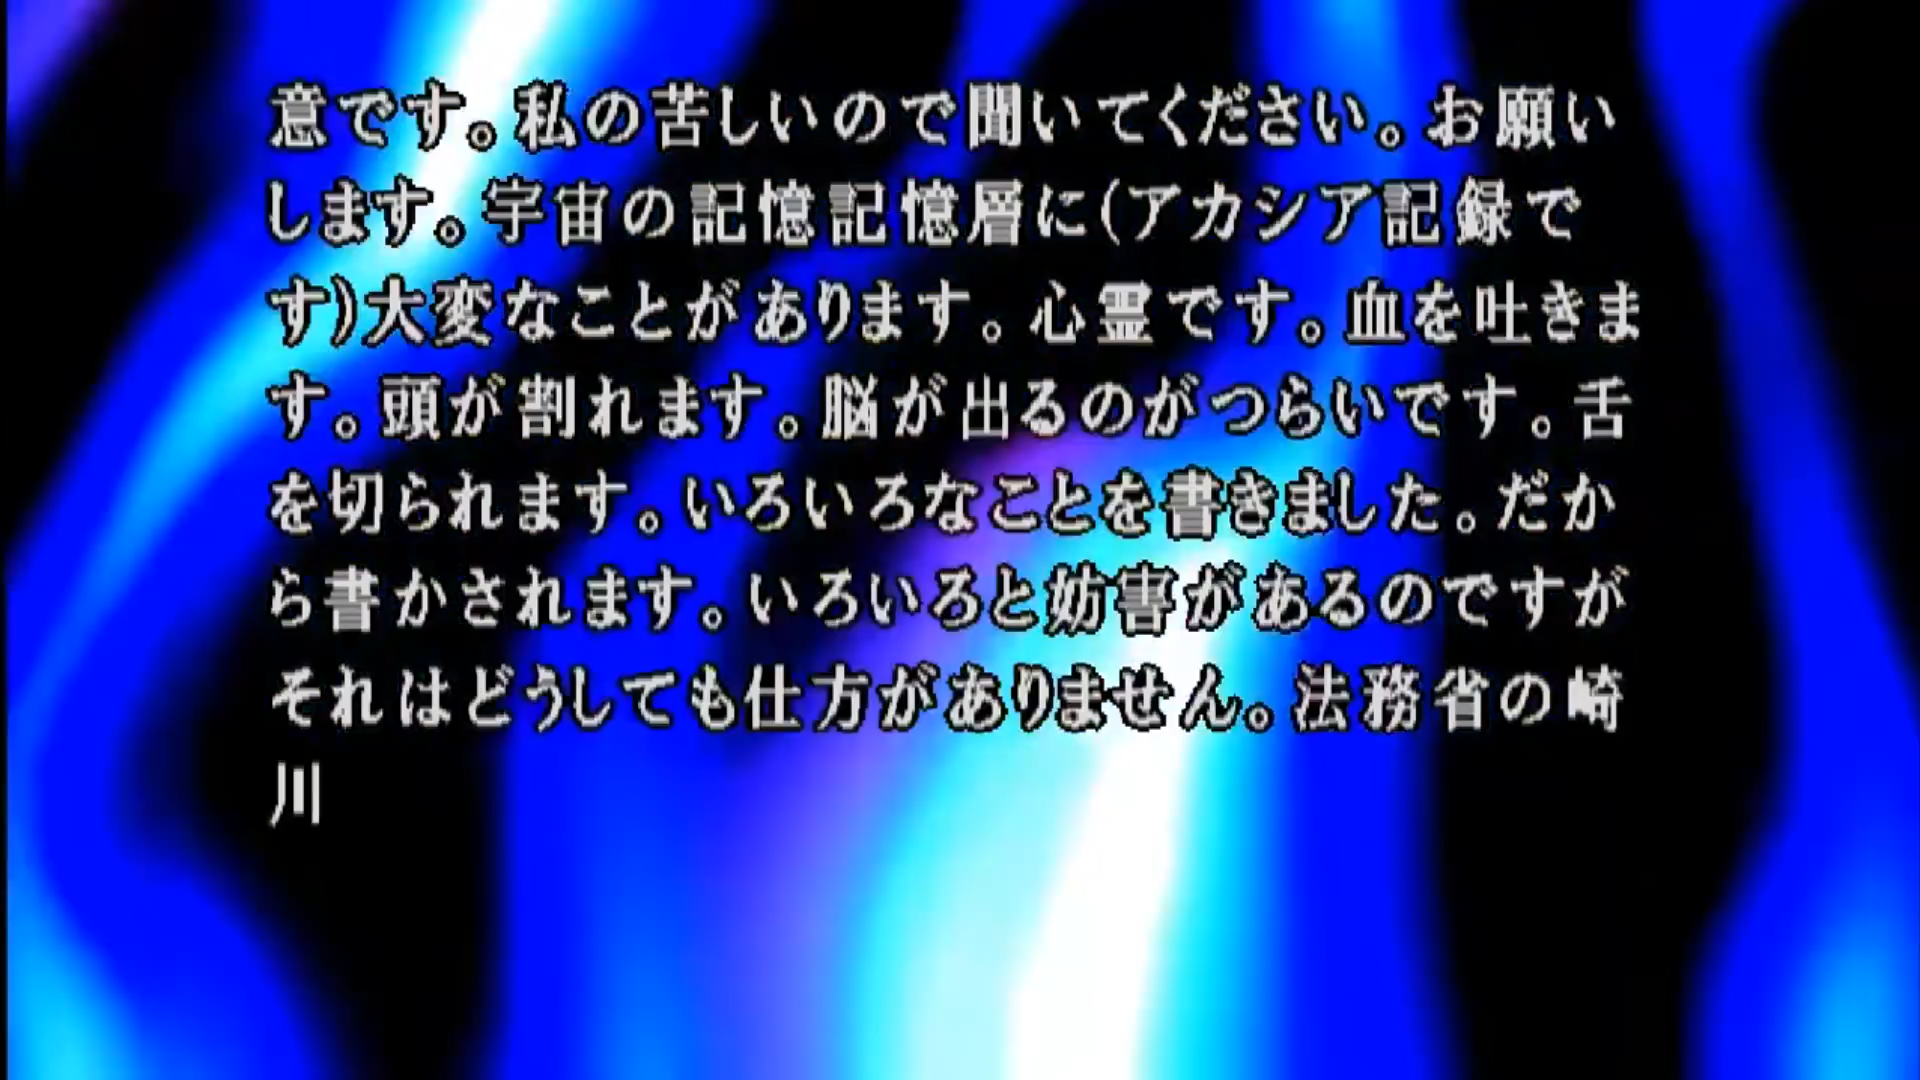 意です。私の苦しいので聞いてください。お願い
します。宇宙の記憶記憶層に(アカシア記録で
す)大変なことがあります。心霊です。血を吐きま
す。頭が割れます。脳が出るのがつらいです。舌
を切られます。いろいろなことを書きました。だか
ら書かされます。いろいろと妨害があるのですが
それはどうしても仕方がありません。法務省の崎
川